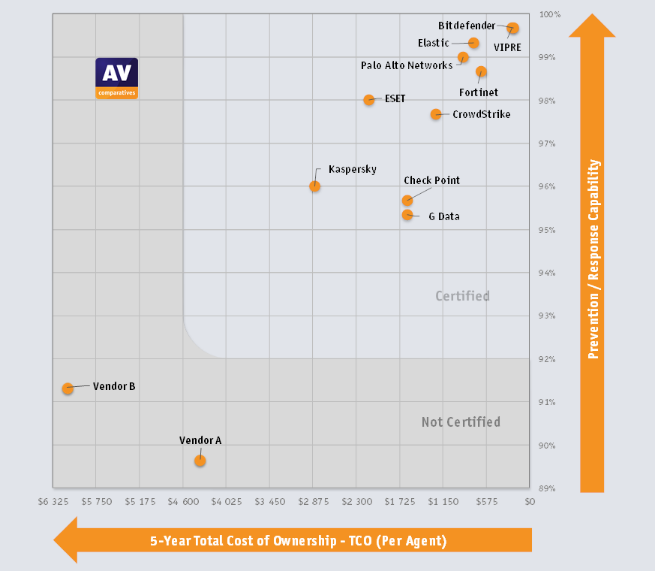 100%
Bitdefender
Elastic
VIPRE
99%
Palo Alto Networks
AV
comparatives
Fortinet
ESET
98%
CrowdStrike
97%
Kaspersky
Check Point
96%
G Data
95%
94%
Certified
93%
92%
Vendor B
91%
Not Certified
Vendor A
90%
89%
$6 325 $5 750 $5 175 $4 600 $4 025 $3 450 $2 875 $2 300 $1 725 $1 150 $575 $0
5-Year Total Cost of Ownership - TCO (Per Agent)
Prevention / Response Capability